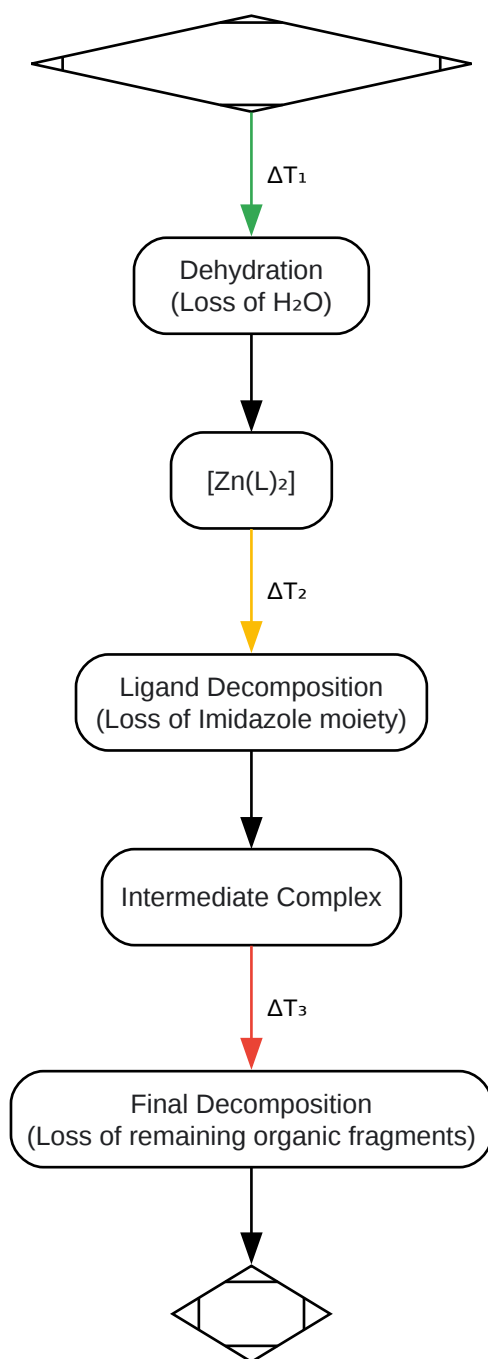 ΔT₁
Dehydration
(Loss of H₂O)
[Zn(L)₂]
ΔT₂
Ligand Decomposition
(Loss of Imidazole moiety)
Intermediate Complex
ΔT₃
Final Decomposition
(Loss of remaining organic fragments)